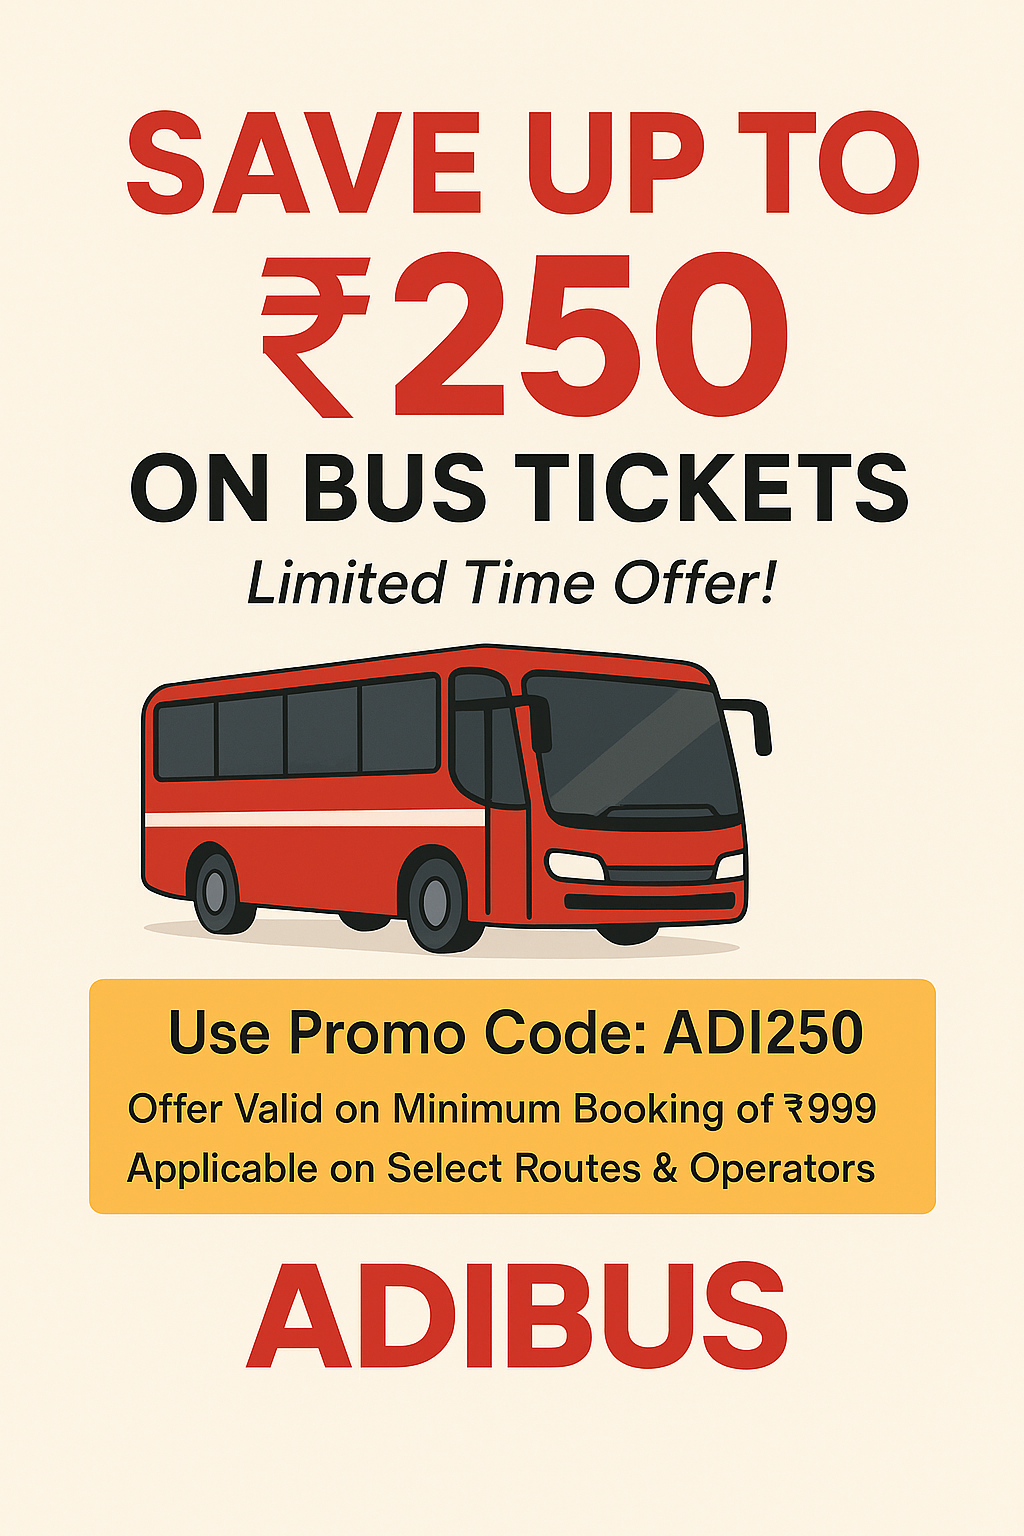 SAVE UP TO
₹250
ON BUS TICKETS
Limited Time Offer!
Use Promo Code: ADI250
Offer Valid on Minimum Booking of ₹999
Applicable on Select Routes & Operators
ADIBUS